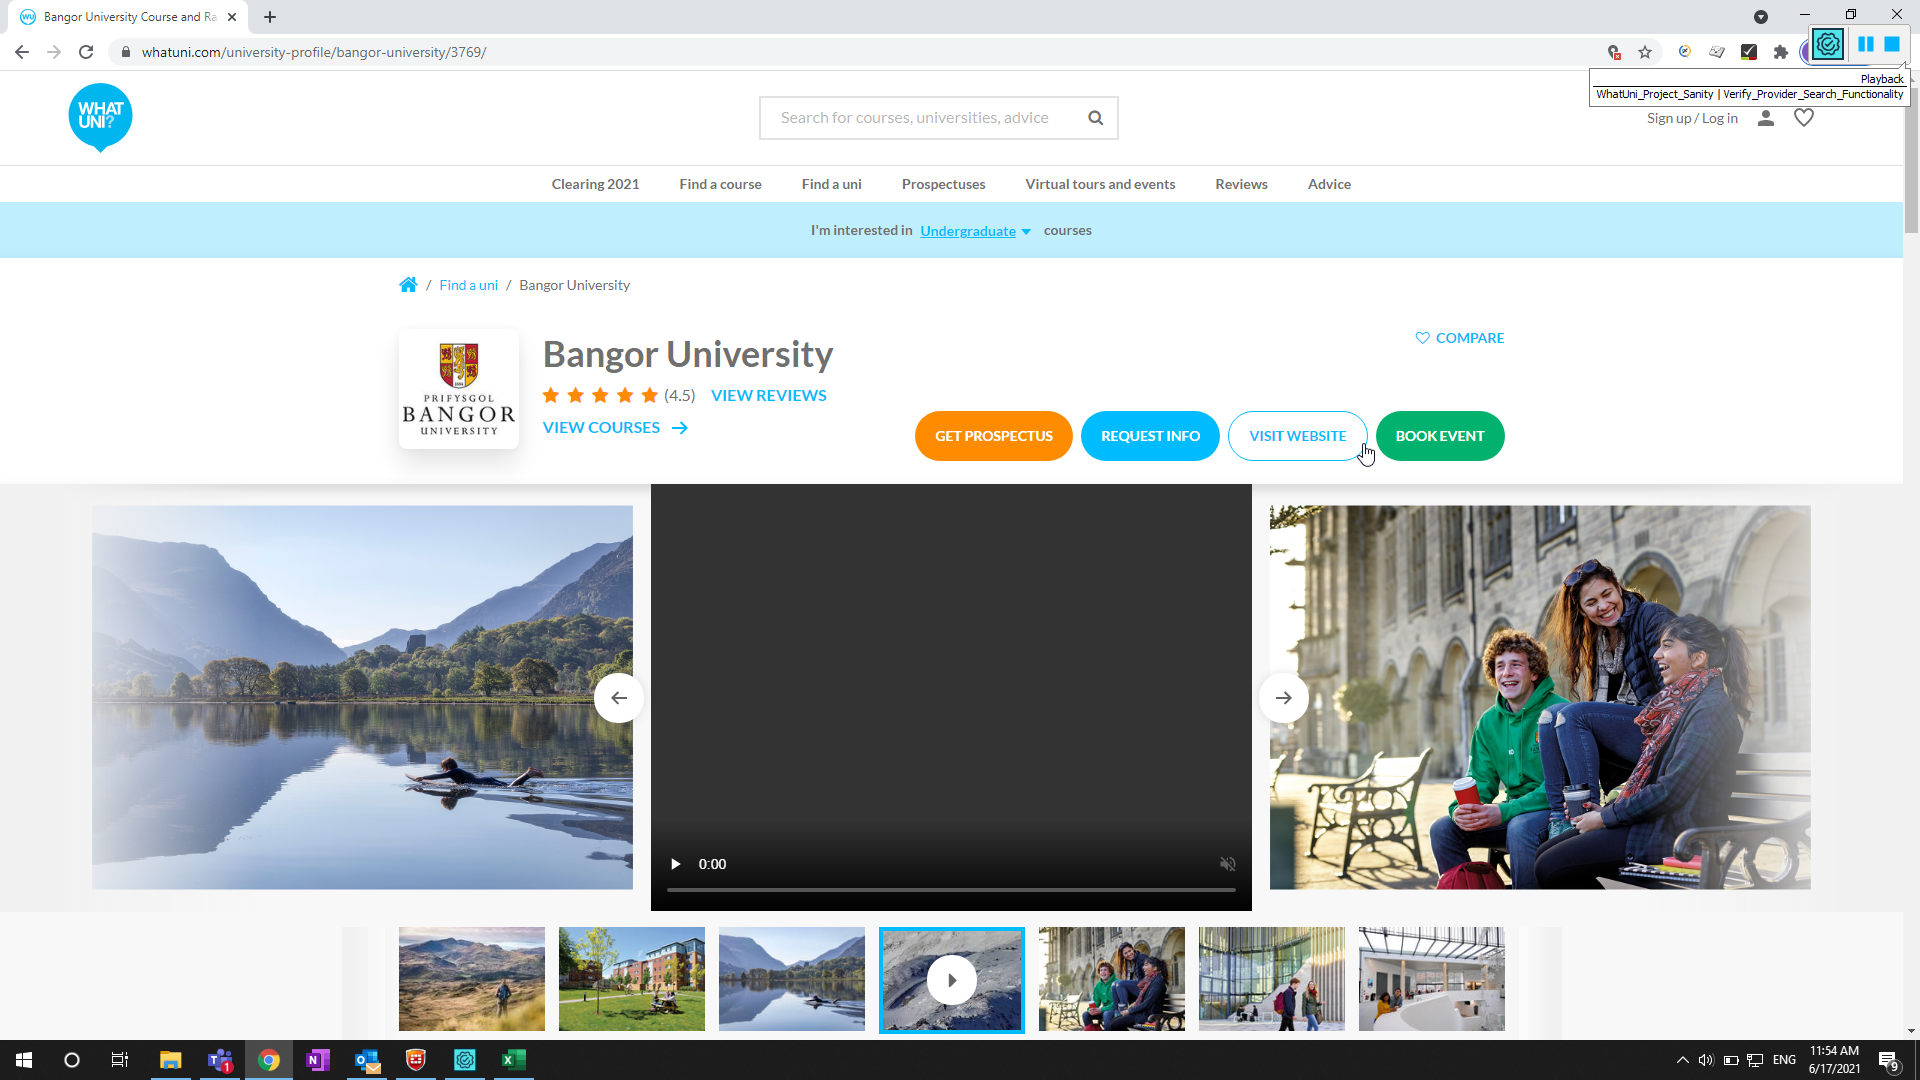 Bangor University Course and Ra
whatuni.com/university-profile/bangor-university/3769/
Playback
WhatUni_Project_Sanity | Verify_Provider_Search_Functionality
WHAT
UNI?
Search for courses, universities, advice
Sign up / Log in
Clearing 2021
Find a course
Find a uni
Prospectuses
Virtual tours and events
Reviews
Advice
I'm interested in Undergraduate courses
/ Find a uni / Bangor University
PRIFYSGOL
BANGOR
UNIVERSITY
Bangor University
COMPARE
(4.5) VIEW REVIEWS
VIEW COURSES
GET PROSPECTUS
REQUEST INFO
VISIT WEBSITE
BOOK EVENT
0:00
ENG
11:54 AM
6/17/2021
9
1